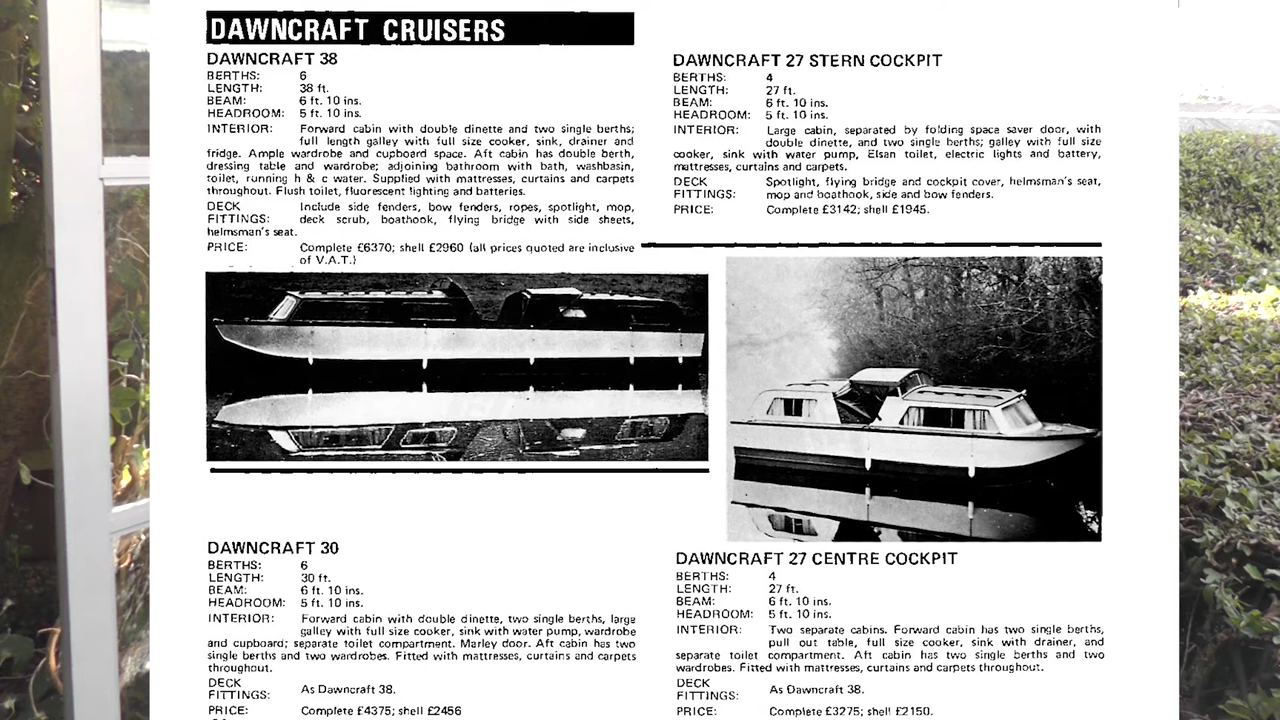 DAWNCRAFT CRUISERS
DAWNCRAFT 38
BERTHS: 6
LENGTH: 38 ft.
BEAM: 6 ft. 10 ins.
HEADROOM: 5 ft. 10 ins.
INTERIOR: Forward cabin with double dinette and two single berths;
full length galley with full size cooker, sink, drainer and
fridge. Ample wardrobe and cupboard space. Aft cabin has double berth,
dressing table and wardrobe; adjoining bathroom with bath, washbasin,
toilet, running h & c water. Supplied with mattresses, curtains and carpets
throughout. Flush toilet, fluorescent lighting and batteries.
DECK Include side fenders, bow fenders, ropes, spotlight, mop,
FITTINGS: deck scrub, boathook, flying bridge with side sheets,
helmsman's seat.
PRICE: Complete £6370; shell £2960 (all prices quoted are inclusive
of V.A.T.)
DAWNCRAFT 30
BERTHS: 6
LENGTH: 30 ft.
BEAM: 6 ft. 10 ins.
HEADROOM: 5 ft. 10 ins.
INTERIOR: Forward cabin with double dinette, two single berths, large
galley with full size cooker, sink with water pump, wardrobe
and cupboard; separate toilet compartment. Marley door. Aft cabin has two
single berths and two wardrobes. Fitted with mattresses, curtains and carpets
throughout.
DECK
FITTINGS: As Dawncraft 38.
PRICE: Complete £4375; shell £2456
DAWNCRAFT 27 STERN COCKPIT
BERTHS: 4
LENGTH: 27 ft.
BEAM: 6 ft. 10 ins.
HEADROOM: 5 ft. 10 ins.
INTERIOR: Large cabin, separated by folding space saver door, with
double dinette, and two single berths; galley with full size
cooker, sink with water pump, Elsan toilet, electric lights and battery,
mattresses, curtains and carpets.
DECK Spotlight, flying bridge and cockpit cover, helmsman's seat,
FITTINGS: mop and boathook, side and bow fenders.
PRICE: Complete £3142; shell £1945.
DAWNCRAFT 27 CENTRE COCKPIT
BERTHS: 4
LENGTH: 27 ft.
BEAM: 6 ft. 10 ins.
HEADROOM: 5 ft. 10 ins.
INTERIOR: Two separate cabins. Forward cabin has two single berths,
pull out table, full size cooker, sink with drainer, and
separate toilet compartment. Aft cabin has two single berths and two
wardrobes. Fitted with mattresses, curtains and carpets throughout.
DECK
FITTINGS: As Dawncraft 38.
PRICE: Complete £3275; shell £2150.